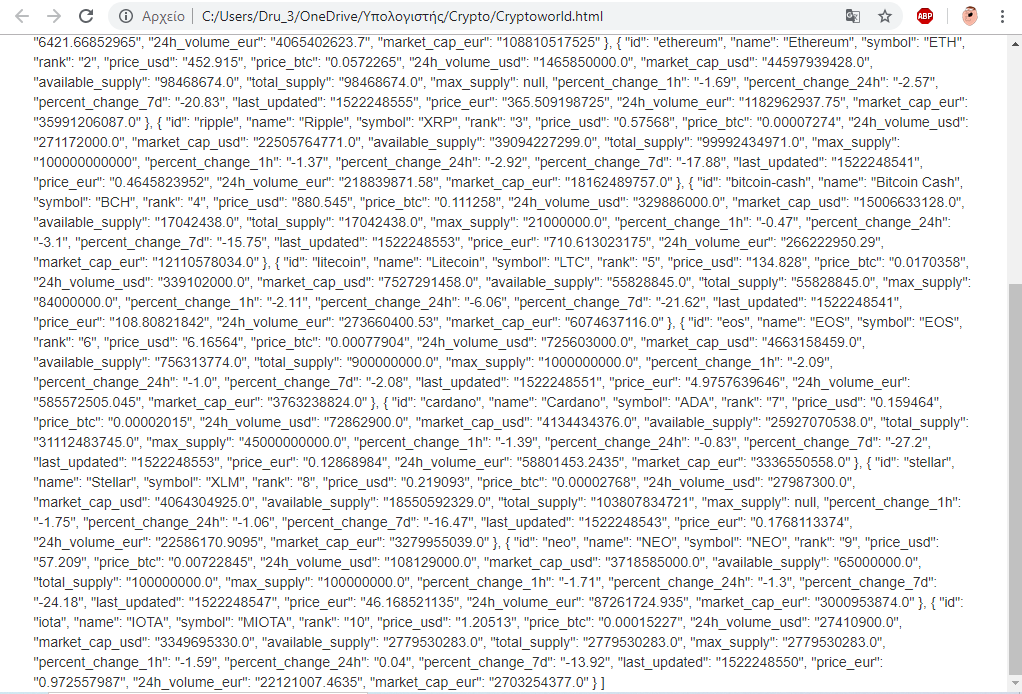 Αρχείο | C:/Users/Dru_3/OneDrive/Υπολογιστής/Crypto/Cryptoworld.html
ABP
"6421.66852965", "24h_volume_eur": "4065402623.7", "market_cap_eur": "108810517525" }, { "id": "ethereum", "name": "Ethereum", "symbol": "ETH",
"rank": "2", "price_usd": "452.915", "price_btc": "0.0572265", "24h_volume_usd": "1465850000.0", "market_cap_usd": "44597939428.0",
"available_supply": "98468674.0", "total_supply": "98468674.0", "max_supply": null, "percent_change_1h": "-1.69", "percent_change_24h": "-2.57",
"percent_change_7d": "-20.83", "last_updated": "1522248555", "price_eur": "365.509198725", "24h_volume_eur": "1182962937.75", "market_cap_eur":
"35991206087.0" }, { "id": "ripple", "name": "Ripple", "symbol": "XRP", "rank": "3", "price_usd": "0.57568", "price_btc": "0.00007274", "24h_volume_usd":
"271172000.0", "market_cap_usd": "22505764771.0", "available_supply": "39094227299.0", "total_supply": "99992434971.0", "max_supply":
"100000000000", "percent_change_1h": "-1.37", "percent_change_24h": "-2.92", "percent_change_7d": "-17.88", "last_updated": "1522248541",
"price_eur": "0.4645823952", "24h_volume_eur": "218839871.58", "market_cap_eur": "18162489757.0" }, { "id": "bitcoin-cash", "name": "Bitcoin Cash",
"symbol": "BCH", "rank": "4", "price_usd": "880.545", "price_btc": "0.111258", "24h_volume_usd": "329886000.0", "market_cap_usd": "15006633128.0",
"available_supply": "17042438.0", "total_supply": "17042438.0", "max_supply": "21000000.0", "percent_change_1h": "-0.47", "percent_change_24h":
"-3.1", "percent_change_7d": "-15.75", "last_updated": "1522248553", "price_eur": "710.613023175", "24h_volume_eur": "266222950.29",
"market_cap_eur": "12110578034.0" }, { "id": "litecoin", "name": "Litecoin", "symbol": "LTC", "rank": "5", "price_usd": "134.828", "price_btc": "0.0170358",
"24h_volume_usd": "339102000.0", "market_cap_usd": "7527291458.0", "available_supply": "55828845.0", "total_supply": "55828845.0", "max_supply":
"84000000.0", "percent_change_1h": "-2.11", "percent_change_24h": "-6.06", "percent_change_7d": "-21.62", "last_updated": "1522248541",
"price_eur": "108.80821842", "24h_volume_eur": "273660400.53", "market_cap_eur": "6074637116.0" }, { "id": "eos", "name": "EOS", "symbol": "EOS",
"rank": "6", "price_usd": "6.16564", "price_btc": "0.00077904", "24h_volume_usd": "725603000.0", "market_cap_usd": "4663158459.0",
"available_supply": "756313774.0", "total_supply": "900000000.0", "max_supply": "1000000000.0", "percent_change_1h": "-2.09",
"percent_change_24h": "-1.0", "percent_change_7d": "-2.08", "last_updated": "1522248551", "price_eur": "4.9757639646", "24h_volume_eur":
"585572505.045", "market_cap_eur": "3763238824.0" }, { "id": "cardano", "name": "Cardano", "symbol": "ADA", "rank": "7", "price_usd": "0.159464",
"price_btc": "0.00002015", "24h_volume_usd": "72862900.0", "market_cap_usd": "4134434376.0", "available_supply": "25927070538.0", "total_supply":
"31112483745.0", "max_supply": "45000000000.0", "percent_change_1h": "-1.39", "percent_change_24h": "-0.83", "percent_change_7d": "-27.2",
"last_updated": "1522248553", "price_eur": "0.12868984", "24h_volume_eur": "58801453.2435", "market_cap_eur": "3336550558.0" }, { "id": "stellar",
"name": "Stellar", "symbol": "XLM", "rank": "8", "price_usd": "0.219093", "price_btc": "0.00002768", "24h_volume_usd": "27987300.0",
"market_cap_usd": "4064304925.0", "available_supply": "18550592329.0", "total_supply": "103807834721", "max_supply": null, "percent_change_1h":
"-1.75", "percent_change_24h": "-1.06", "percent_change_7d": "-16.47", "last_updated": "1522248543", "price_eur": "0.1768113374",
"24h_volume_eur": "22586170.9095", "market_cap_eur": "3279955039.0" }, { "id": "neo", "name": "NEO", "symbol": "NEO", "rank": "9", "price_usd":
"57.209", "price_btc": "0.00722845", "24h_volume_usd": "108129000.0", "market_cap_usd": "3718585000.0", "available_supply": "65000000.0",
"total_supply": "100000000.0", "max_supply": "100000000.0", "percent_change_1h": "-1.71", "percent_change_24h": "-1.3", "percent_change_7d":
"-24.18", "last_updated": "1522248547", "price_eur": "46.168521135", "24h_volume_eur": "87261724.935", "market_cap_eur": "3000953874.0" }, { "id":
"iota", "name": "IOTA", "symbol": "MIOTA", "rank": "10", "price_usd": "1.20513", "price_btc": "0.00015227", "24h_volume_usd": "27410900.0",
"market_cap_usd": "3349695330.0", "available_supply": "2779530283.0", "total_supply": "2779530283.0", "max_supply": "2779530283.0",
"percent_change_1h": "-1.59", "percent_change_24h": "0.04", "percent_change_7d": "-13.92", "last_updated": "1522248550", "price_eur":
"0.972557987", "24h_volume_eur": "22121007.4635", "market_cap_eur": "2703254377.0" } ]